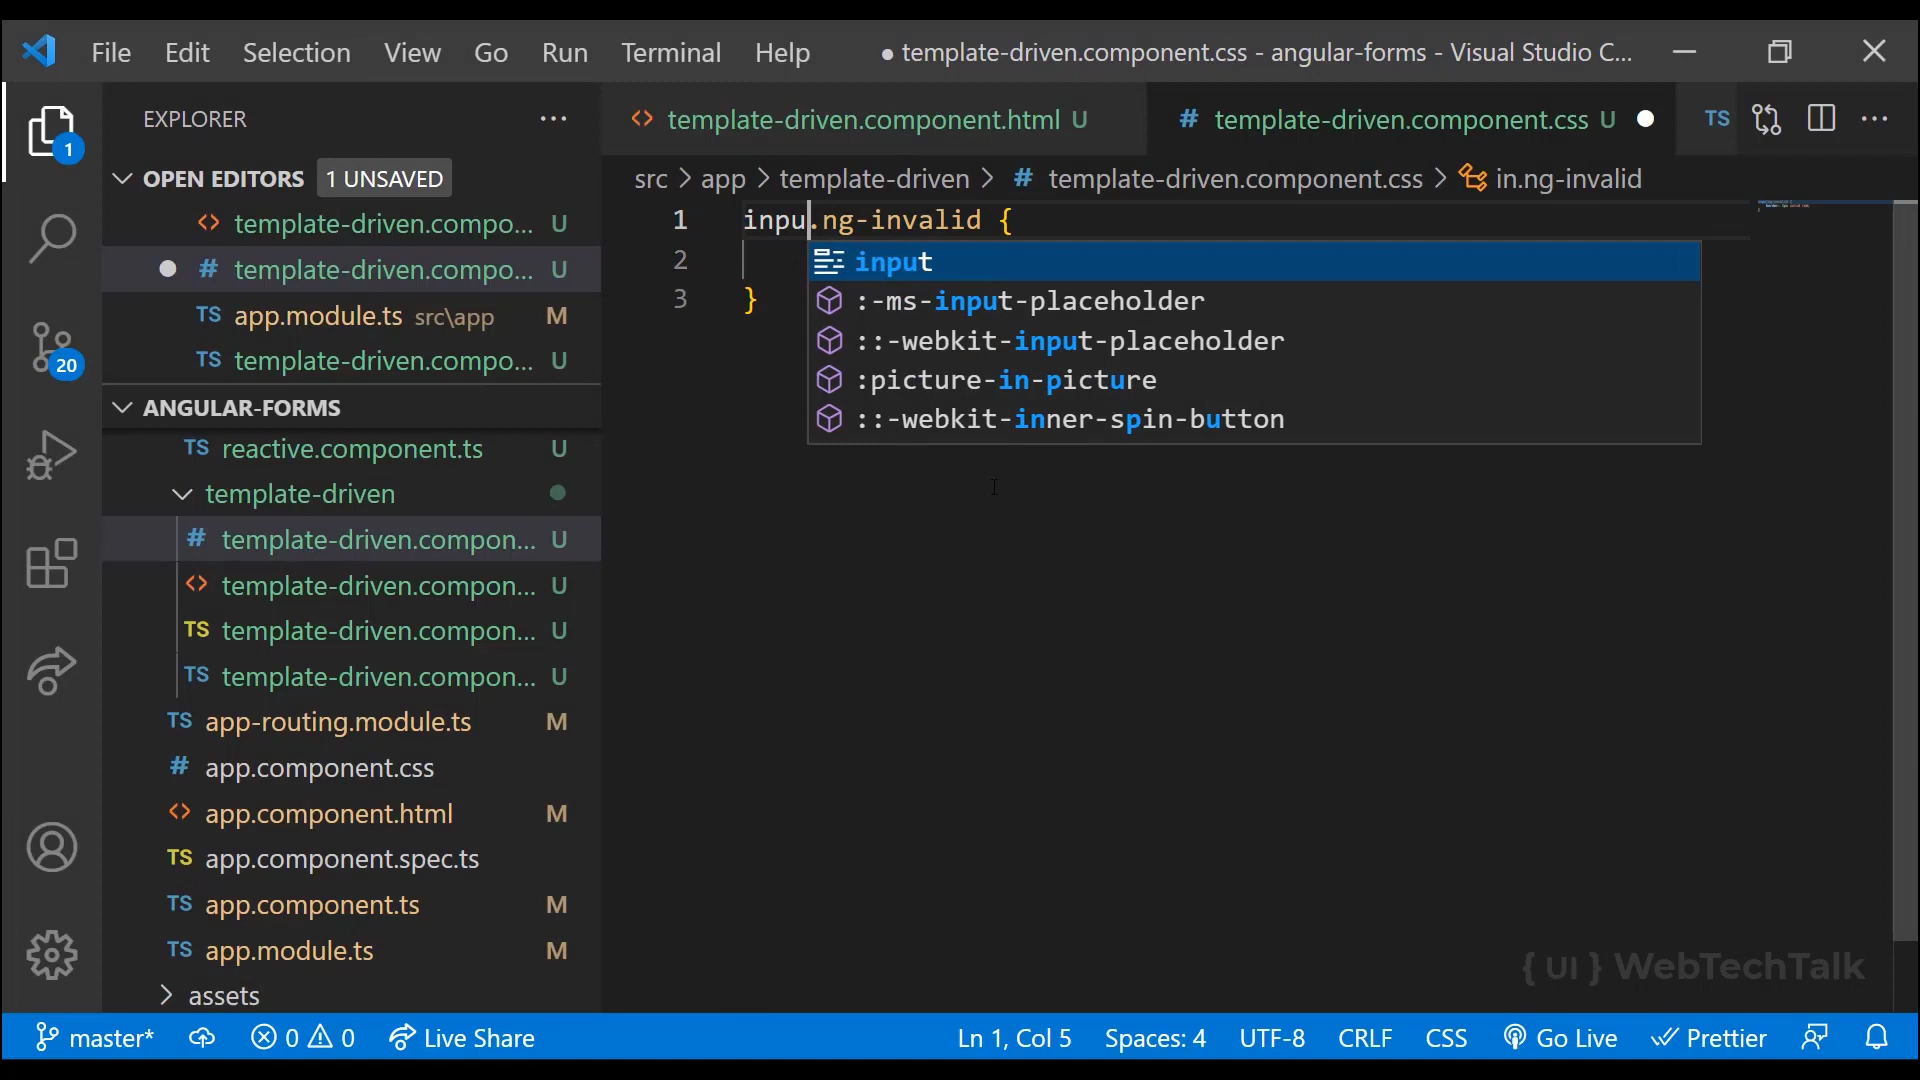 File Edit Selection View Go Run Terminal Help ● template-driven.component.css - angular-forms - Visual Studio C...
EXPLORER ...
template-driven.component.html U
template-driven.component.css U
TS
...
1
OPEN EDITORS 1 UNSAVED
src > app > template-driven > # template-driven.component.css > in.ng-invalid
<> template-driven.compo... U
# template-driven.compo... U
TS app.module.ts src\app M
TS template-driven.compo... U
1 inpu.ng-invalid {
2
3 }
input
:-ms-input-placeholder
::-webkit-input-placeholder
:picture-in-picture
::-webkit-inner-spin-button
20
ANGULAR-FORMS
TS reactive.component.ts U
template-driven
# template-driven.compon... U
<> template-driven.compon... U
TS template-driven.compon... U
TS template-driven.compon... U
TS app-routing.module.ts M
# app.component.css
<> app.component.html M
TS app.component.spec.ts
TS app.component.ts M
TS app.module.ts M
> assets
{ UI } WebTechTalk
master* 0 0 Live Share Ln 1, Col 5 Spaces: 4 UTF-8 CRLF CSS Go Live Prettier